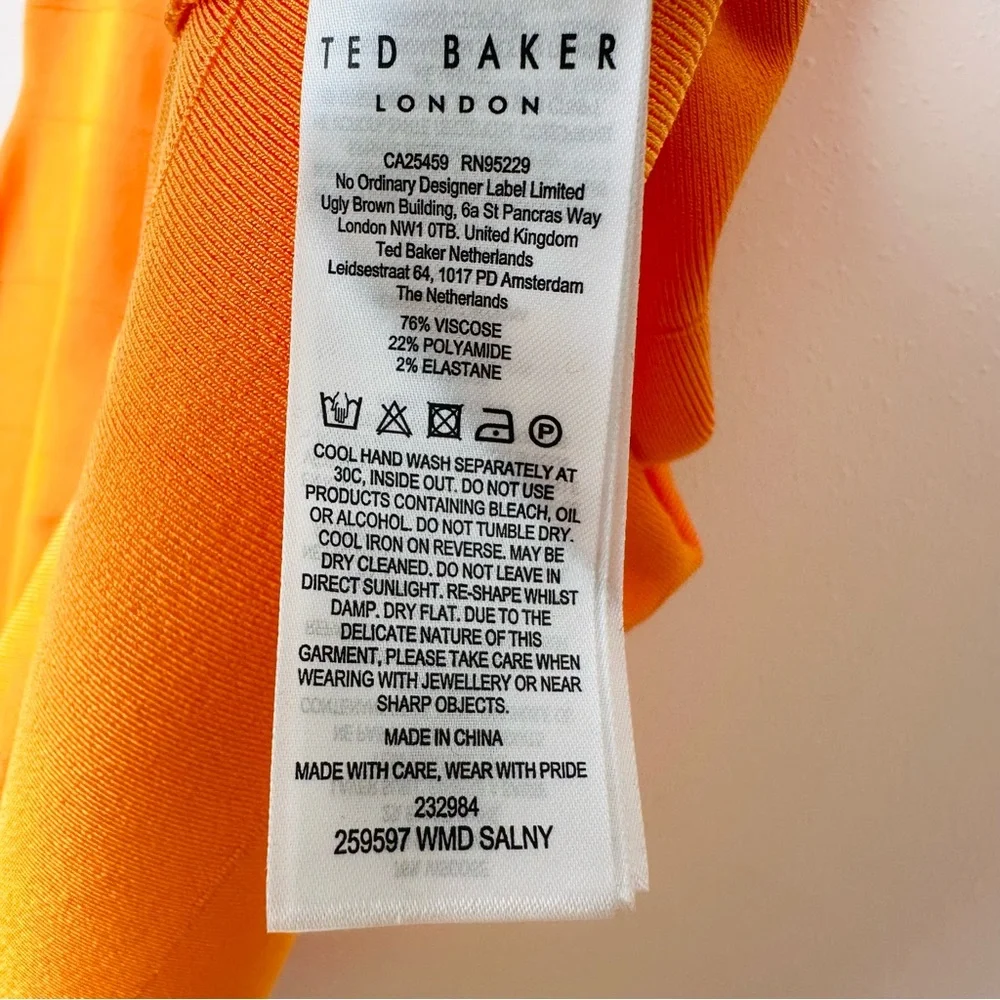 TED BAKER
LONDON
CA25459 RN95229
No Ordinary Designer Label Limited
Ugly Brown Building, 6a St Pancras Way
London NW1 0TB. United Kingdom
Ted Baker Netherlands
Leidsestraat 64, 1017 PD Amsterdam
The Netherlands
76% VISCOSE
22% POLYAMIDE
2% ELASTANE
P
COOL HAND WASH SEPARATELY AT
30C, INSIDE OUT. DO NOT USE
PRODUCTS CONTAINING BLEACH, OIL
OR ALCOHOL. DO NOT TUMBLE DRY.
COOL IRON ON REVERSE. MAY BE
DRY CLEANED. DO NOT LEAVE IN
DIRECT SUNLIGHT. RE-SHAPE WHILST
DAMP. DRY FLAT. DUE TO THE
DELICATE NATURE OF THIS
GARMENT, PLEASE TAKE CARE WHEN
WEARING WITH JEWELLERY OR NEAR
SHARP OBJECTS.
MADE IN CHINA
MADE WITH CARE, WEAR WITH PRIDE
232984
259597 WMD SALNY